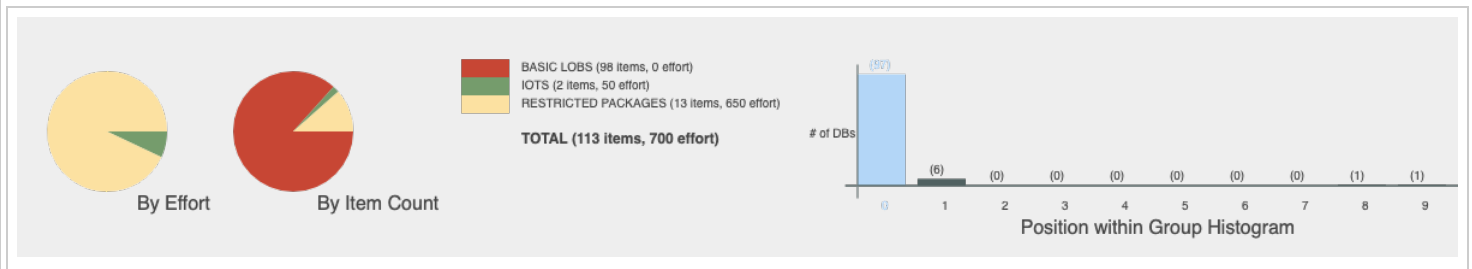 BASIC LOBS (98 items, 0 effort)
IOTS (2 items, 50 effort)
RESTRICTED PACKAGES (13 items, 650 effort)
TOTAL (113 items, 700 effort)
By Effort
By Item Count
# of DBs
(97)
(6)
(0)
(0)
(0)
(0)
(0)
(0)
(1)
(1)
0
1
2
3
4
5
6
7
8
9
Position within Group Histogram